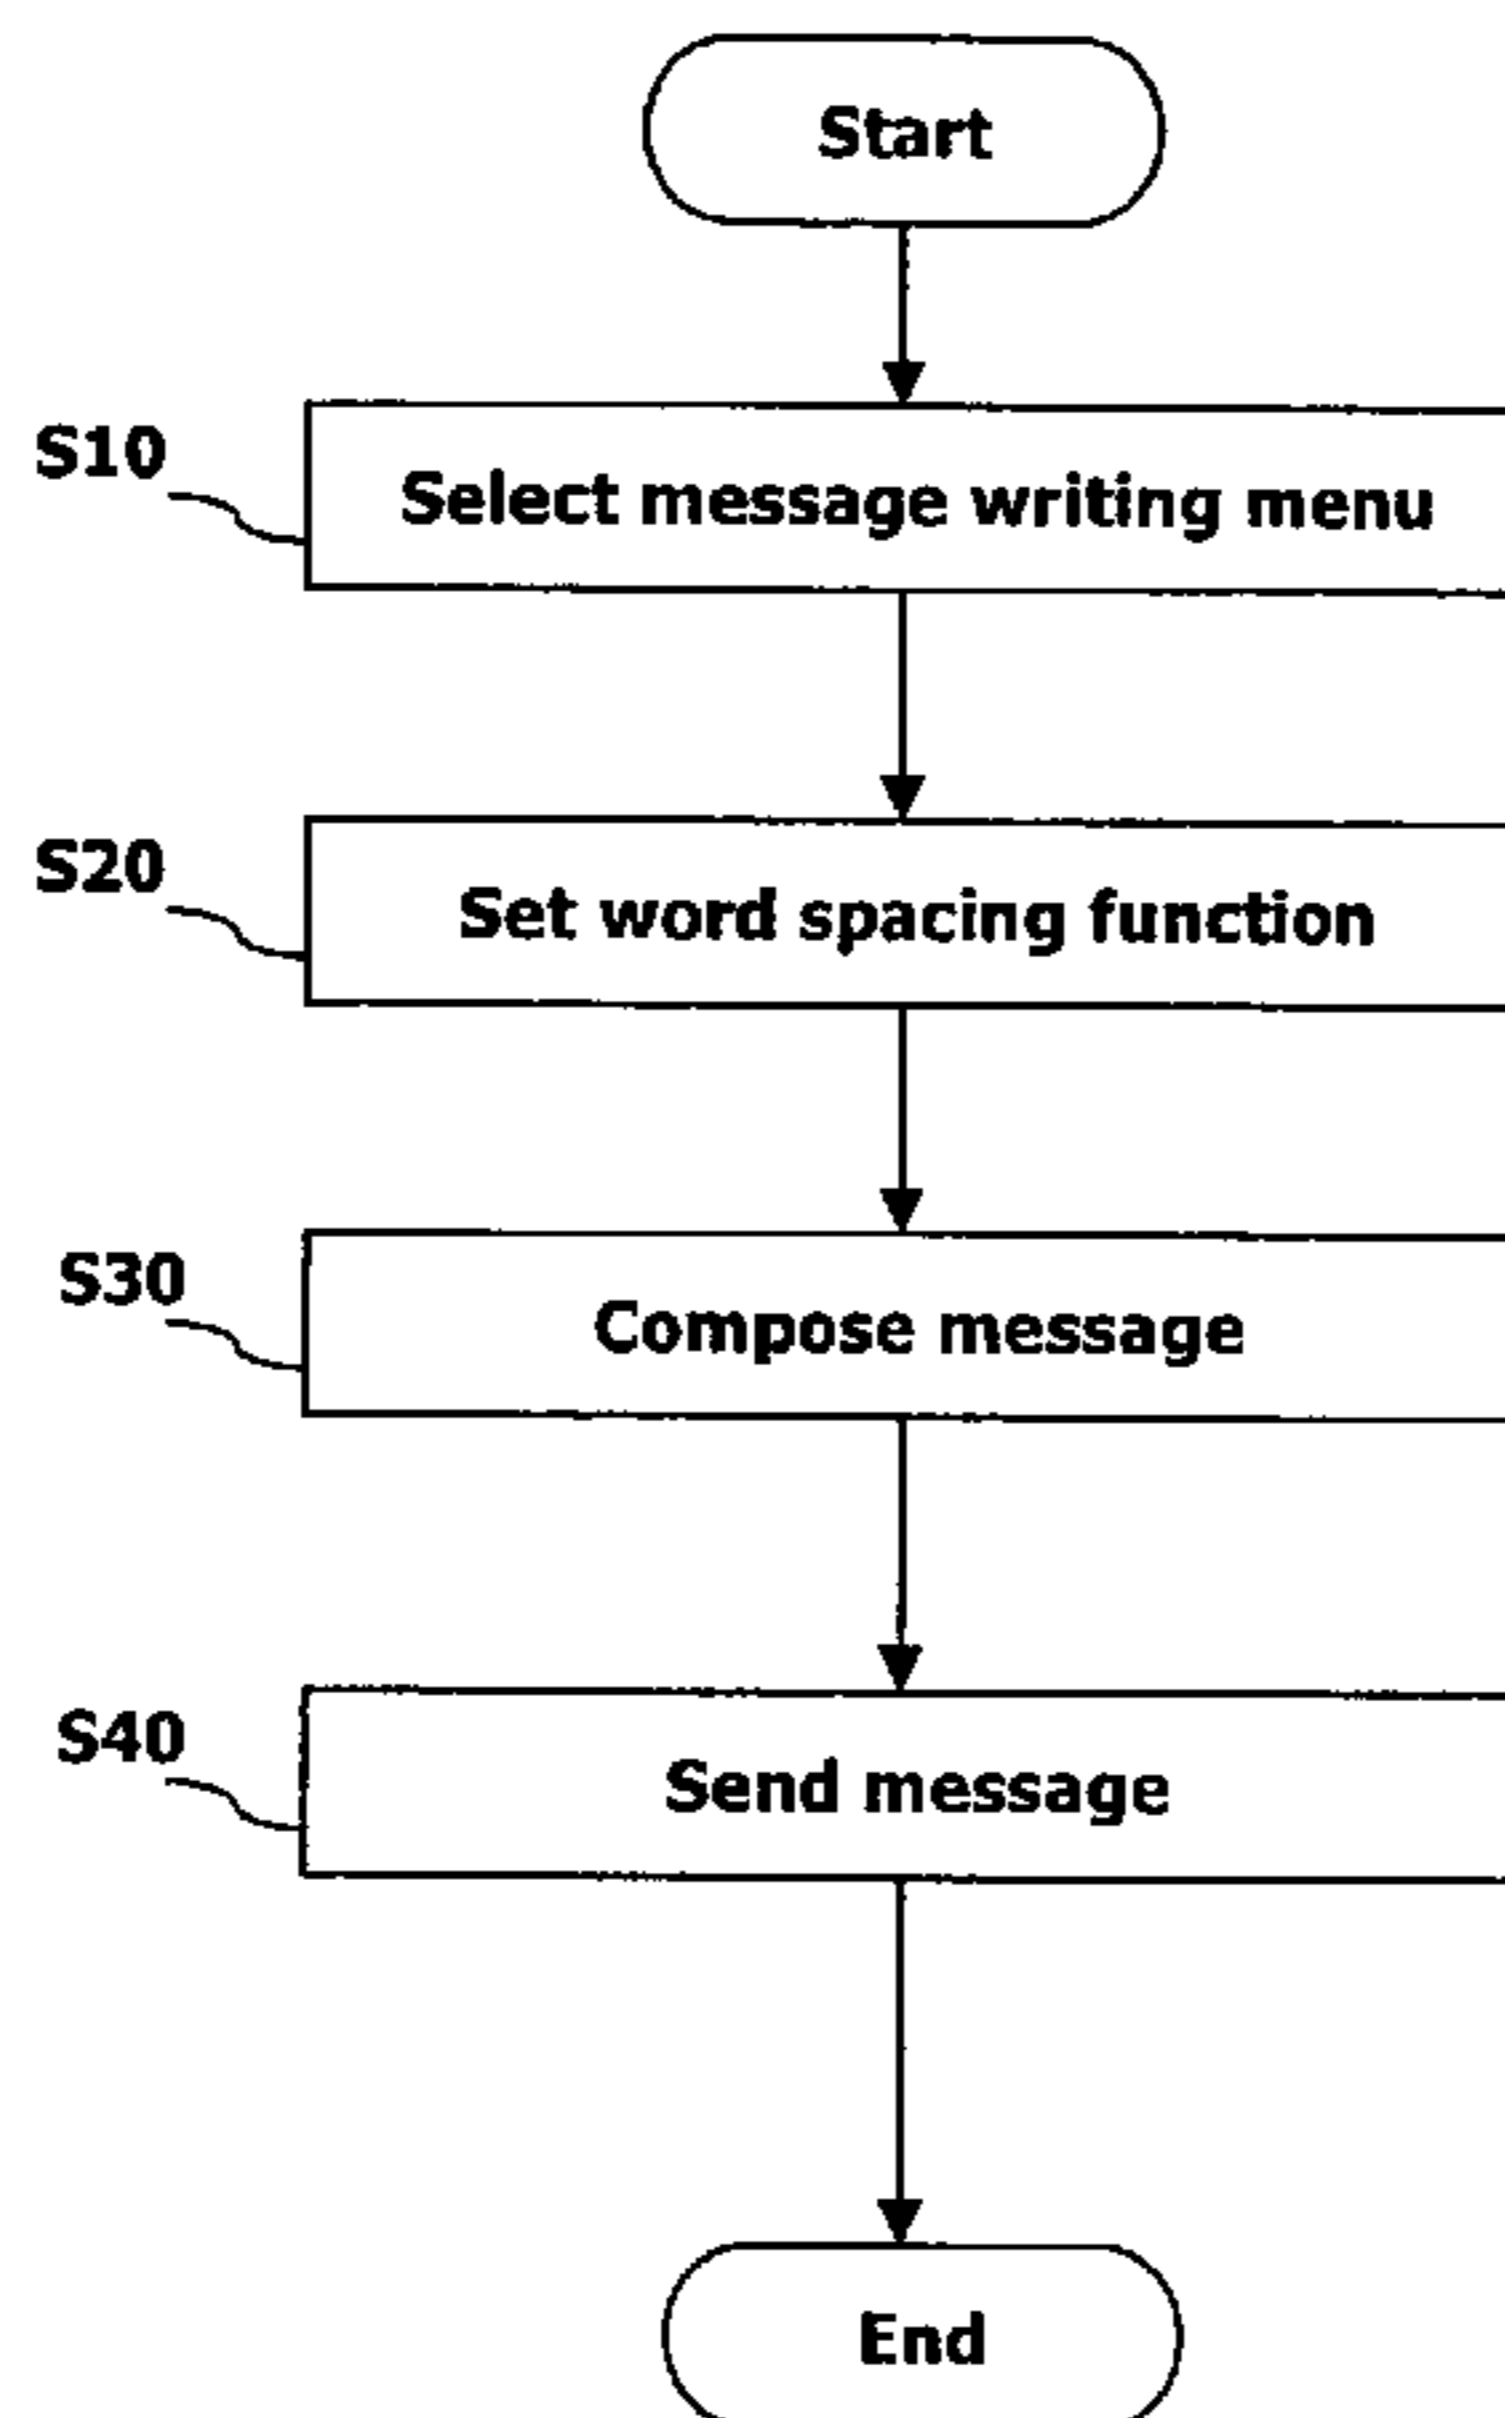 Start
S10
Select message writing menu
S20
Set word spacing function
S30
Compose message
S40
Send message
End